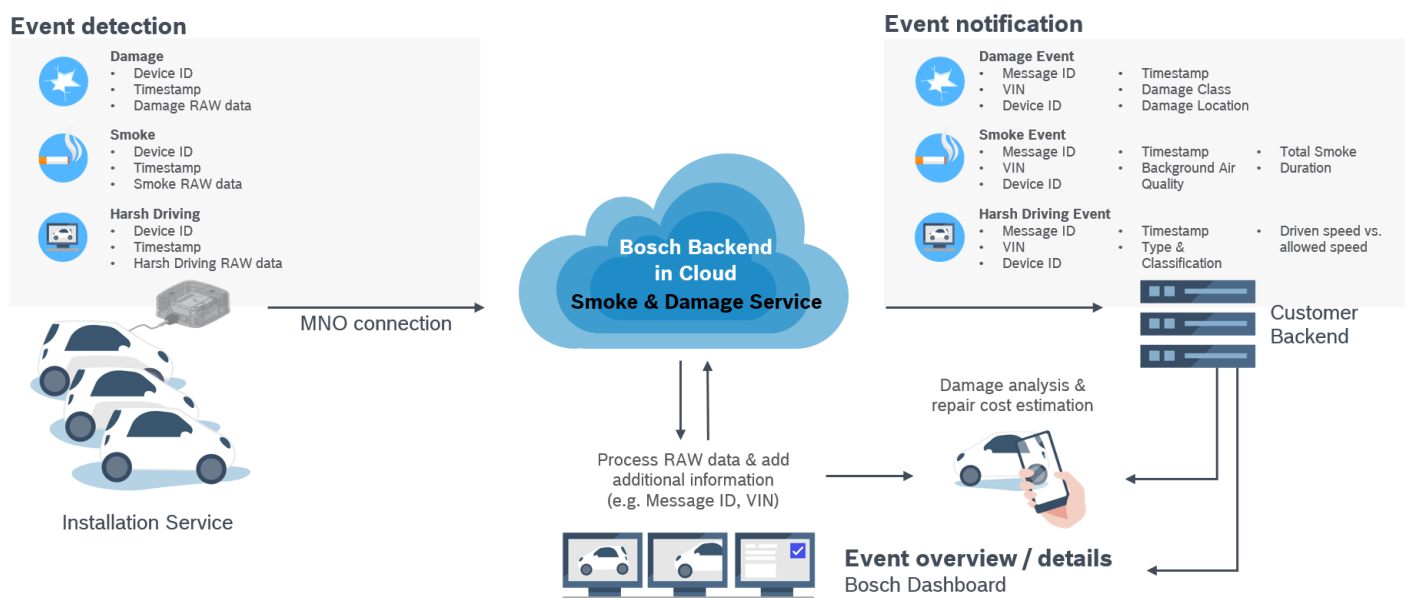 Event detection
Damage
• Device ID
• Timestamp
• Damage RAW data
Smoke
• Device ID
• Timestamp
• Smoke RAW data
Harsh Driving
• Device ID
• Timestamp
• Harsh Driving RAW data
MNO connection
Installation Service
Bosch Backend
in Cloud
Smoke & Damage Service
Process RAW data & add
additional information
(e.g. Message ID, VIN)
Event notification
Damage Event
• Message ID
• VIN
• Device ID
• Timestamp
• Damage Class
• Damage Location
Smoke Event
• Message ID
• VIN
• Device ID
• Timestamp
• Background Air
Quality
• Total Smoke
• Duration
Harsh Driving Event
• Message ID
• VIN
• Device ID
• Timestamp
• Type &
Classification
• Driven speed vs.
allowed speed
Customer
Backend
Damage analysis &
repair cost estimation
Event overview / details
Bosch Dashboard